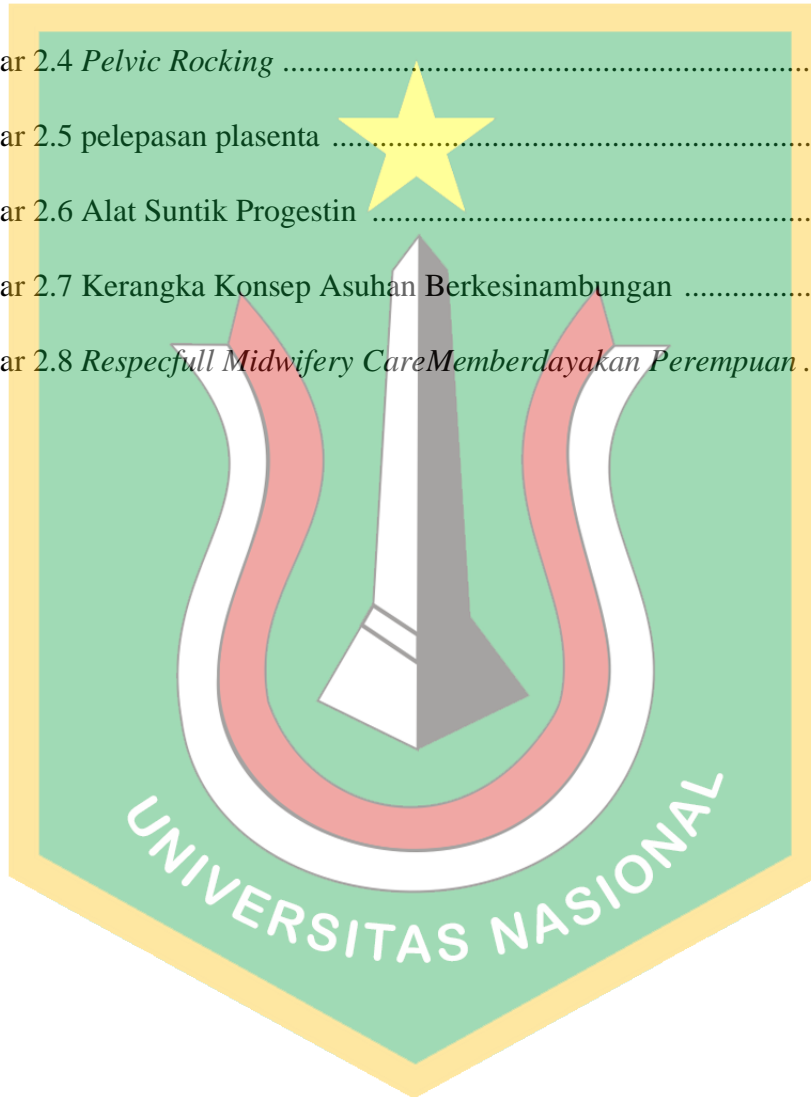 ar 2.4 Pelvic Rocking ....................................................................
ar 2.5 pelepasan plasenta ..............................................................
ar 2.6 Alat Suntik Progestin .........................................................
ar 2.7 Kerangka Konsep Asuhan Berkesinambungan ................
ar 2.8 Respecfull Midwifery CareMemberdayakan Perempuan .
UNIVERSITAS NASIONAL